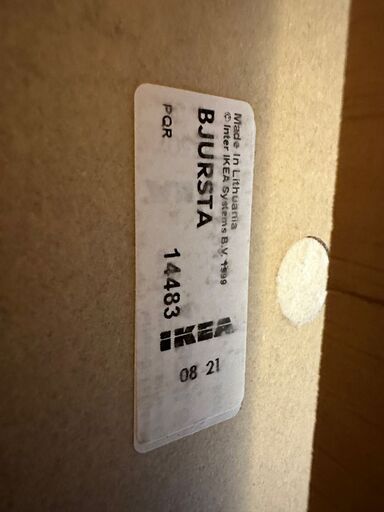 Made in Lithuania
© Inter IKEA Systems B.V. 1999
BJURSTA
PQR
14483
IKEA
08 21